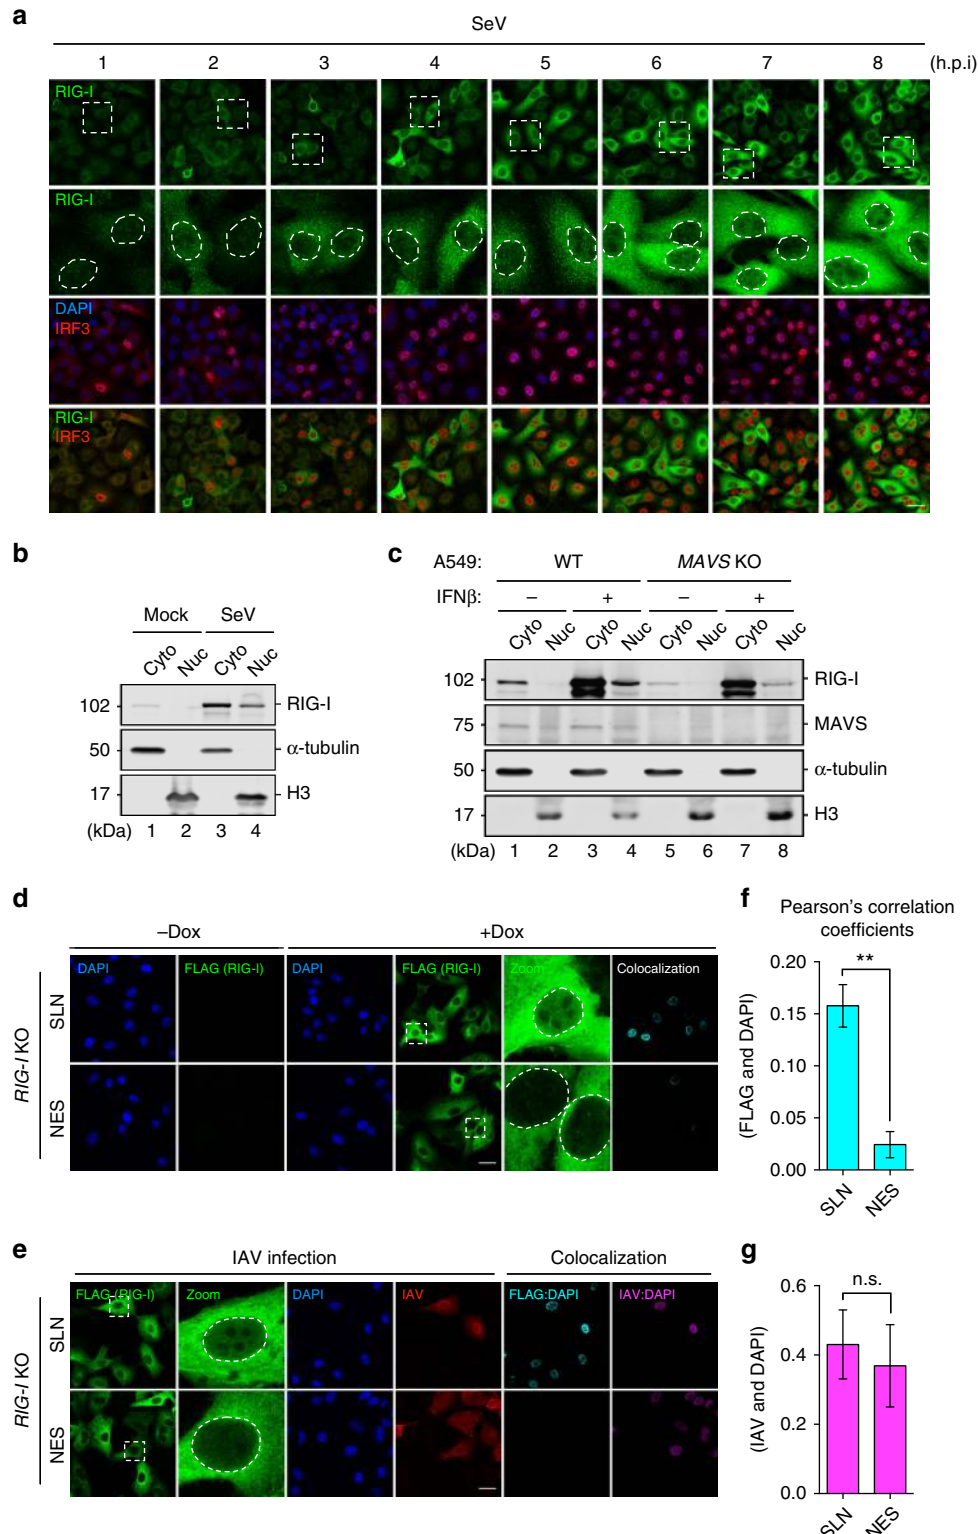 a
SeV
1 2 3 4 5 6 7 8 (h.p.i)
RIG-I
RIG-I
DAPI
IRF3
RIG-I
IRF3
b
Mock SeV
Cyto Nuc Cyto Nuc
102 RIG-I
50 α-tubulin
17 H3
(kDa) 1 2 3 4
c
A549: WT MAVS KO
IFNβ: – + – +
Cyto Nuc Cyto Nuc Cyto Nuc Cyto Nuc
102 RIG-I
75 MAVS
50 α-tubulin
17 H3
(kDa) 1 2 3 4 5 6 7 8
d
–Dox +Dox
RIG-I KO
SLN
DAPI FLAG (RIG-I) DAPI FLAG (RIG-I) Zoom Colocalization
NES
f
Pearson's correlation
coefficients
(FLAG and DAPI)
**
0.20
0.15
0.10
0.05
0.00
SLN NES
e
IAV infection Colocalization
RIG-I KO
SLN
FLAG (RIG-I) Zoom DAPI IAV FLAG:DAPI IAV:DAPI
NES
g
(IAV and DAPI)
n.s.
0.6
0.4
0.2
0.0
SLN NES